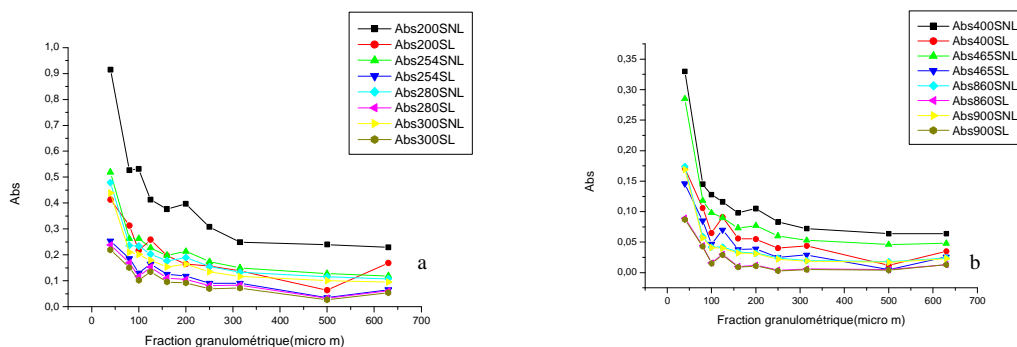 Abs200SNL
Abs200SL
Abs254SNL
Abs254SL
Abs280SNL
Abs280SL
Abs300SNL
Abs300SL
1,0
0,9
0,8
0,7
0,6
0,5
0,4
0,3
0,2
0,1
0,0
Abs
0 100 200 300 400 500 600 700
Fraction granulométrique(micro m)
a
Abs400SNL
Abs400SL
Abs465SNL
Abs465SL
Abs860SNL
Abs860SL
Abs900SNL
Abs900SL
0,35
0,30
0,25
0,20
0,15
0,10
0,05
0,00
Abs
0 100 200 300 400 500 600 700
Fraction granulométrique(micro m)
b